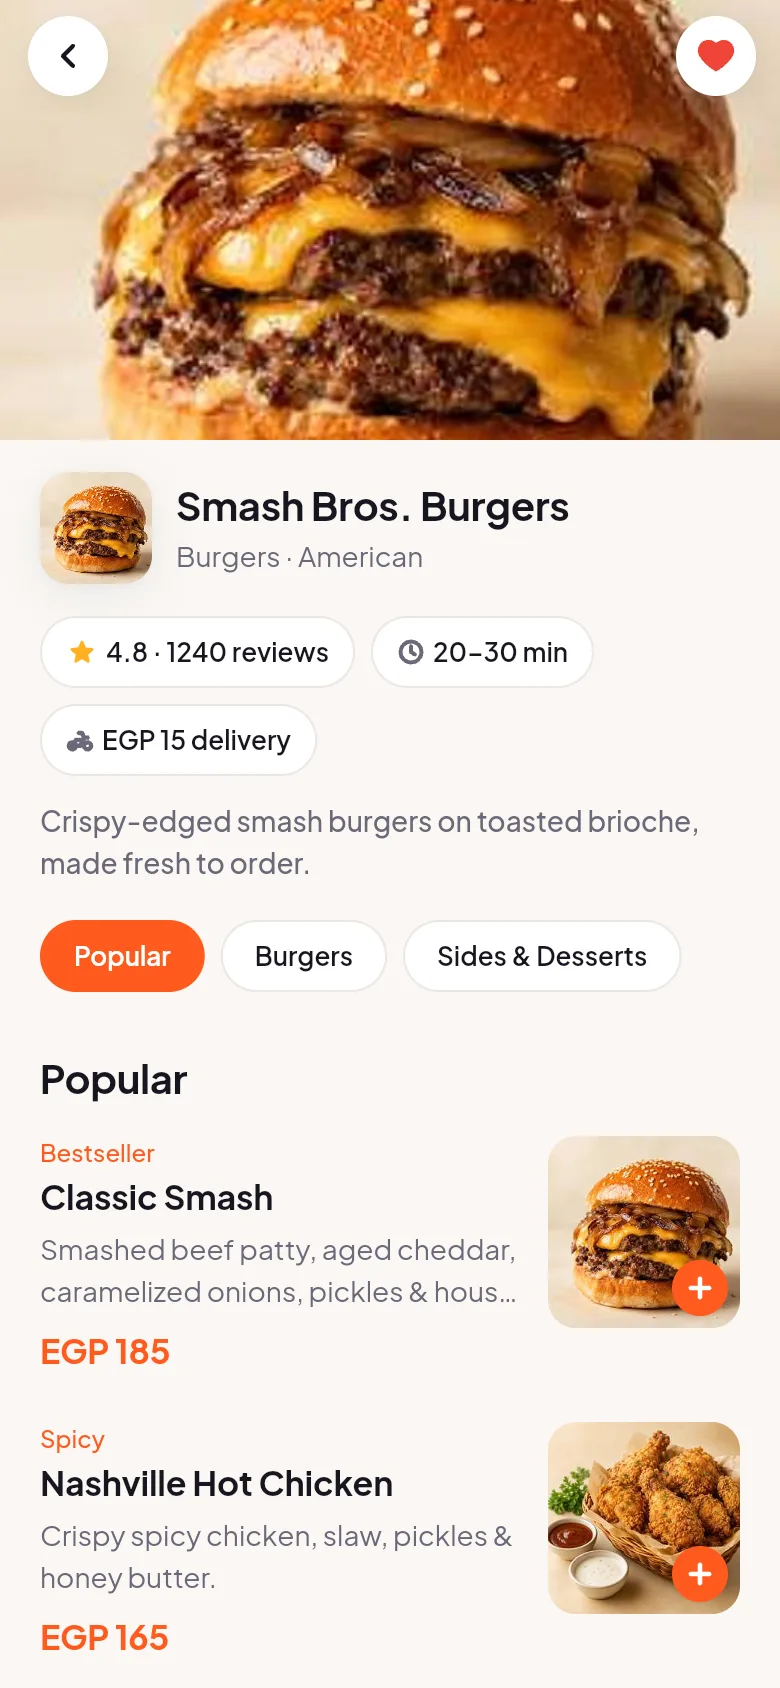 Smash Bros. Burgers
Burgers · American
4.8 · 1240 reviews
20–30 min
EGP 15 delivery
Crispy-edged smash burgers on toasted brioche,
made fresh to order.
Popular
Burgers
Sides & Desserts
Popular
Bestseller
Classic Smash
Smashed beef patty, aged cheddar,
caramelized onions, pickles & hous...
EGP 185
Spicy
Nashville Hot Chicken
Crispy spicy chicken, slaw, pickles &
honey butter.
EGP 165